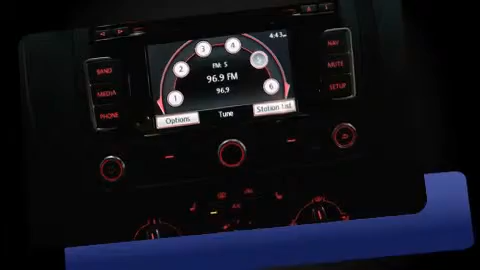 4:43
BAND
MEDIA
PHONE
1
2
3
4
6
FM: 5
96.9 FM
96.9
Options
Tune
Station List
NAV
MUTE
SETUP